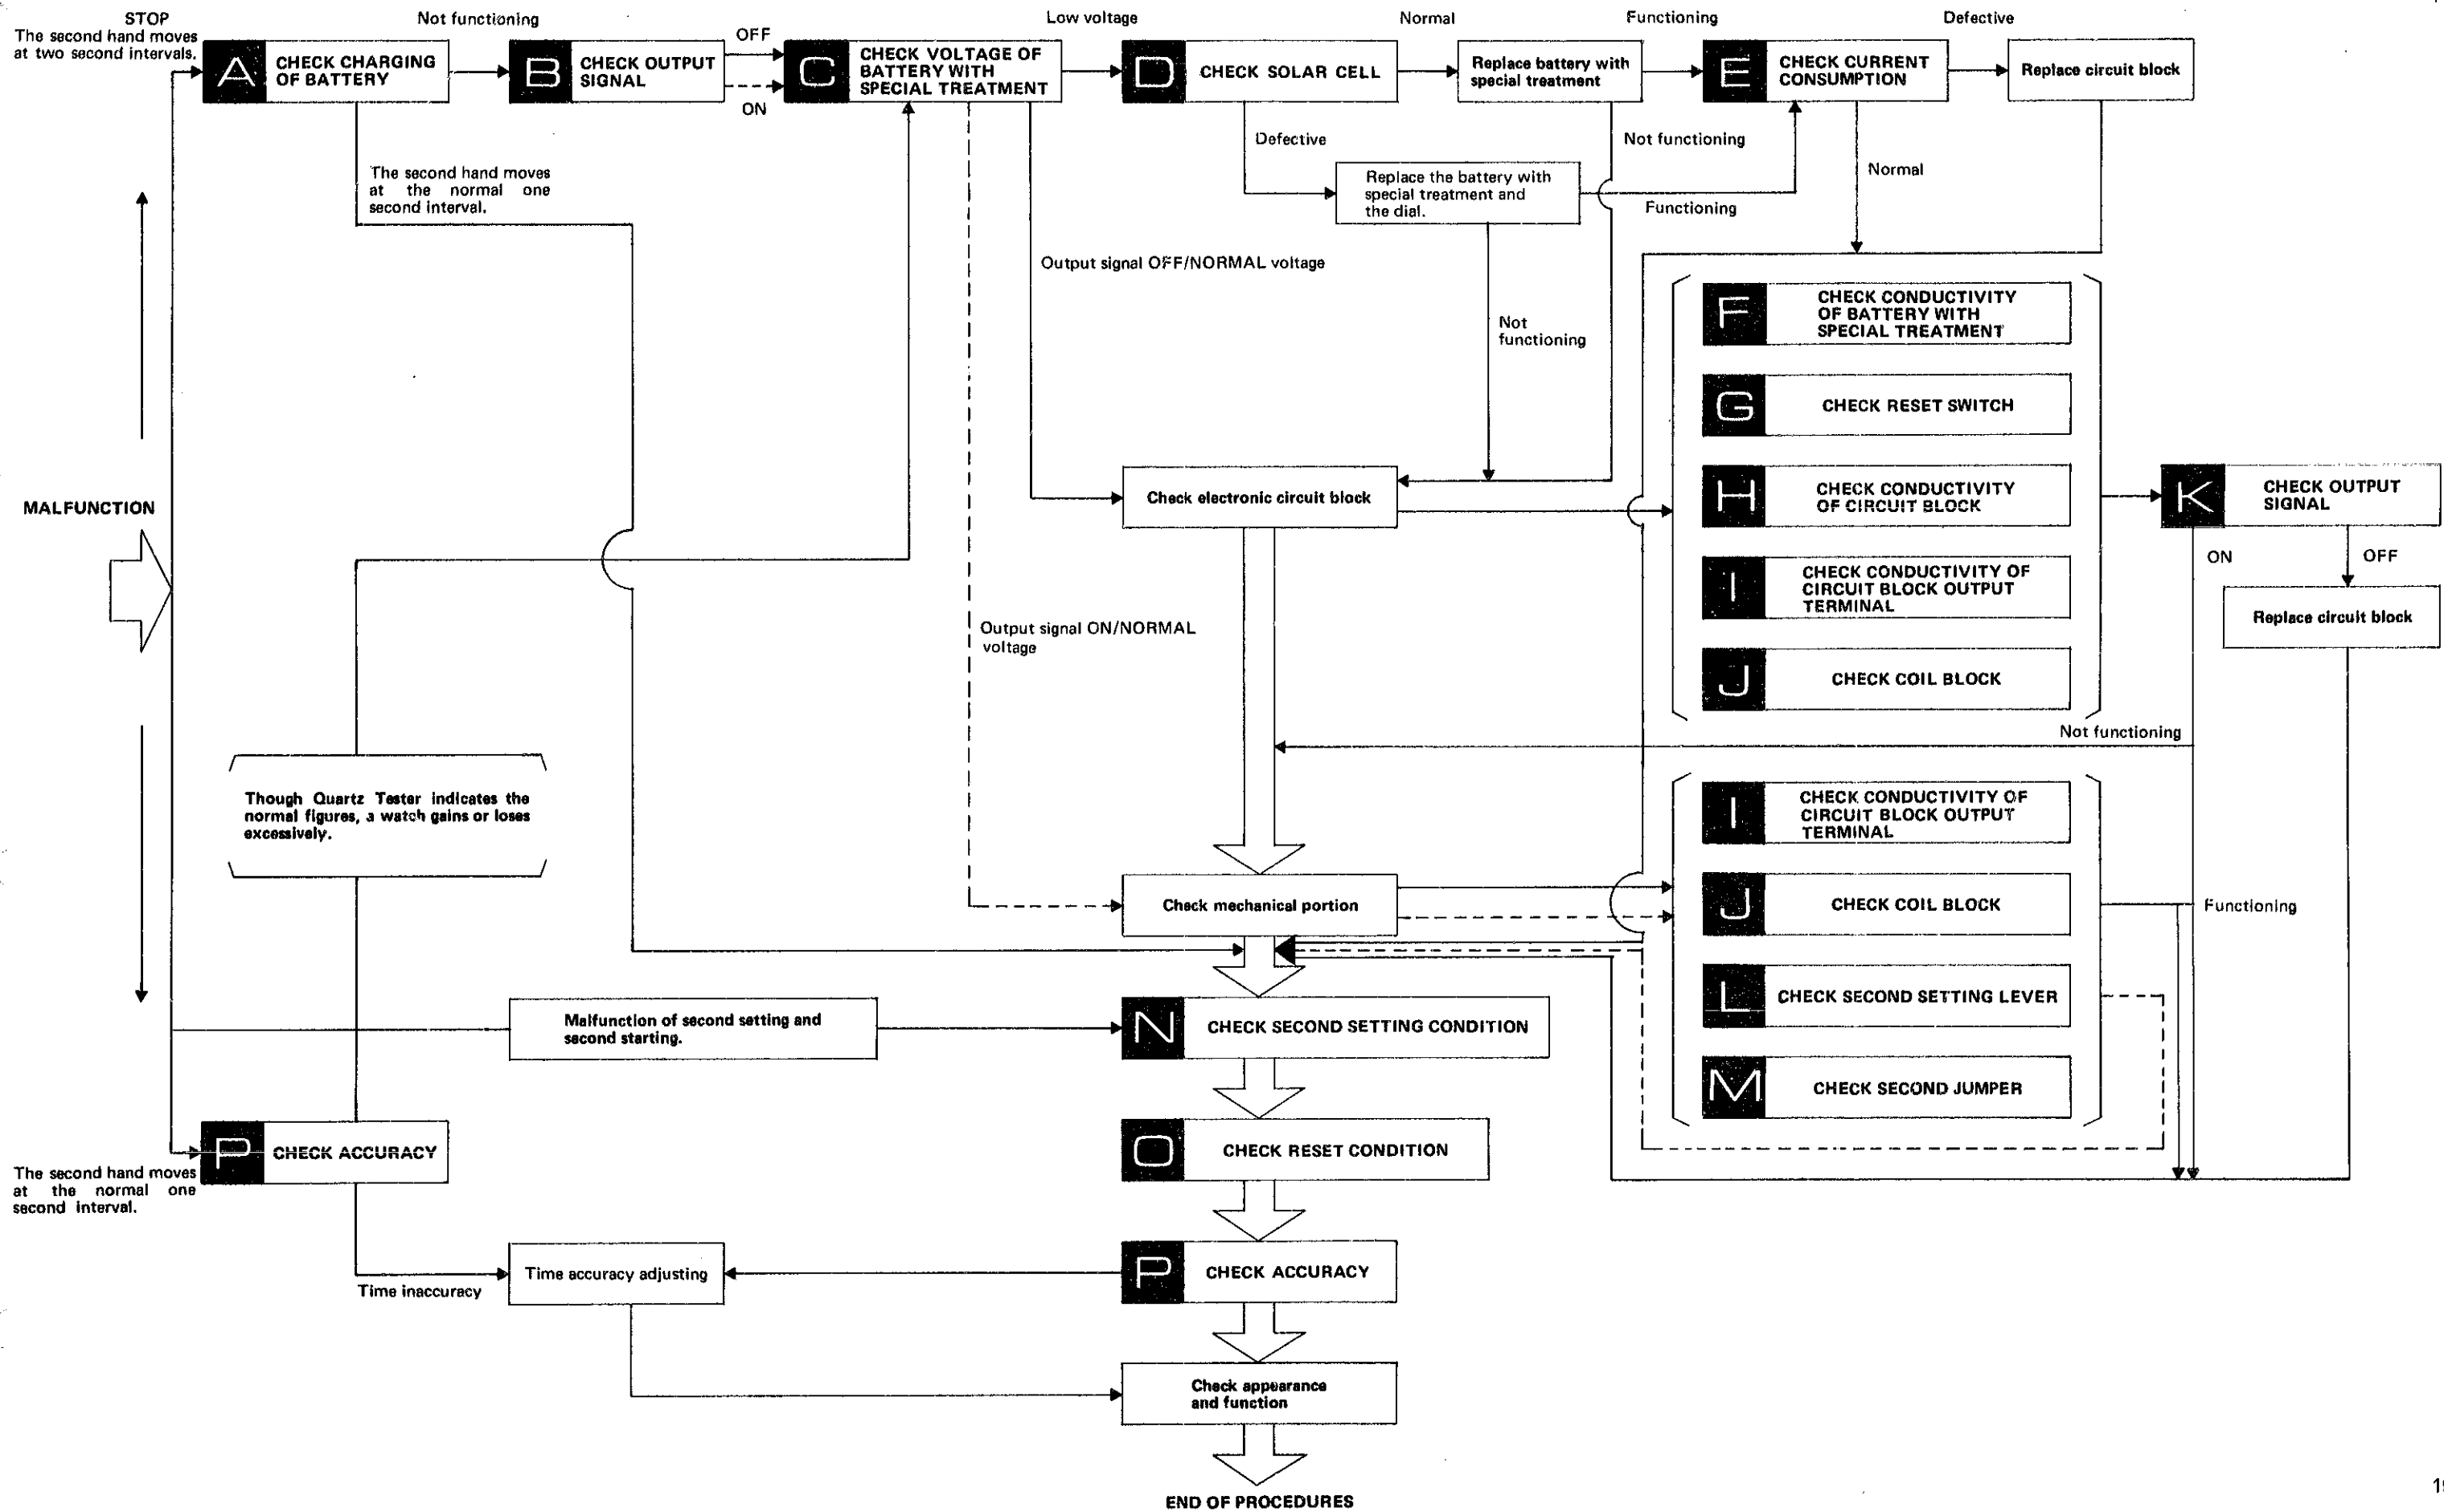 STOP
The second hand moves
at two second intervals.
Not functioning
OFF
ON
Low voltage
Normal
Functioning
Defective
A
CHECK CHARGING
OF BATTERY
B
CHECK OUTPUT
SIGNAL
C
CHECK VOLTAGE OF
BATTERY WITH
SPECIAL TREATMENT
D
CHECK SOLAR CELL
Replace battery with
special treatment
E
CHECK CURRENT
CONSUMPTION
Replace circuit block
The second hand moves
at the normal one
second interval.
Defective
Not functioning
Normal
Replace the battery with
special treatment and
the dial.
Functioning
Output signal OFF/NORMAL voltage
Not
functioning
F
CHECK CONDUCTIVITY
OF BATTERY WITH
SPECIAL TREATMENT
G
CHECK RESET SWITCH
MALFUNCTION
Check electronic circuit block
H
CHECK CONDUCTIVITY
OF CIRCUIT BLOCK
K
CHECK OUTPUT
SIGNAL
ON
OFF
I
CHECK CONDUCTIVITY OF
CIRCUIT BLOCK OUTPUT
TERMINAL
Replace circuit block
Output signal ON/NORMAL
voltage
J
CHECK COIL BLOCK
Not functioning
Though Quartz Tester indicates the
normal figures, a watch gains or loses
excessively.
I
CHECK CONDUCTIVITY OF
CIRCUIT BLOCK OUTPUT
TERMINAL
Check mechanical portion
J
CHECK COIL BLOCK
Functioning
L
CHECK SECOND SETTING LEVER
Malfunction of second setting and
second starting.
N
CHECK SECOND SETTING CONDITION
M
CHECK SECOND JUMPER
P
CHECK ACCURACY
The second hand moves
at the normal one
second interval.
O
CHECK RESET CONDITION
Time inaccuracy
Time accuracy adjusting
P
CHECK ACCURACY
Check appearance
and function
END OF PROCEDURES